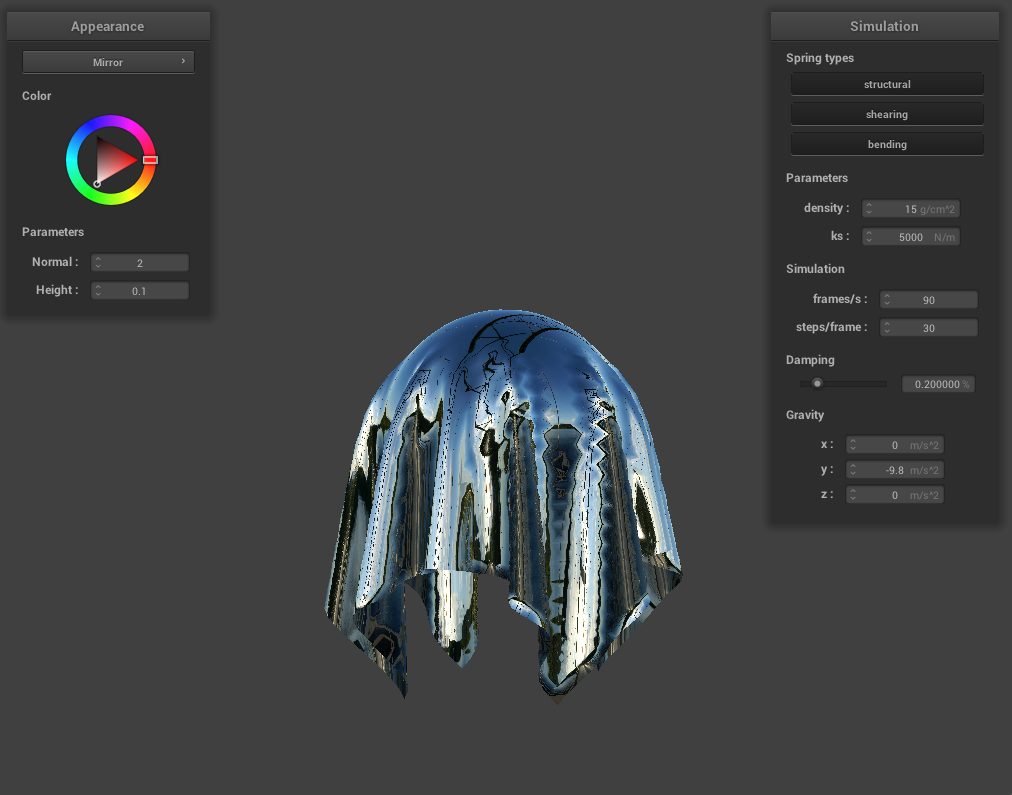 Appearance
Mirror ›
Color
Parameters
Normal : 2
Height : 0.1
Simulation
Spring types
structural
shearing
bending
Parameters
density : 15 g/cm^2
ks : 5000 N/m
Simulation
frames/s : 90
steps/frame : 30
Damping
0.200000 %
Gravity
x : 0 m/s^2
y : -9.8 m/s^2
z : 0 m/s^2